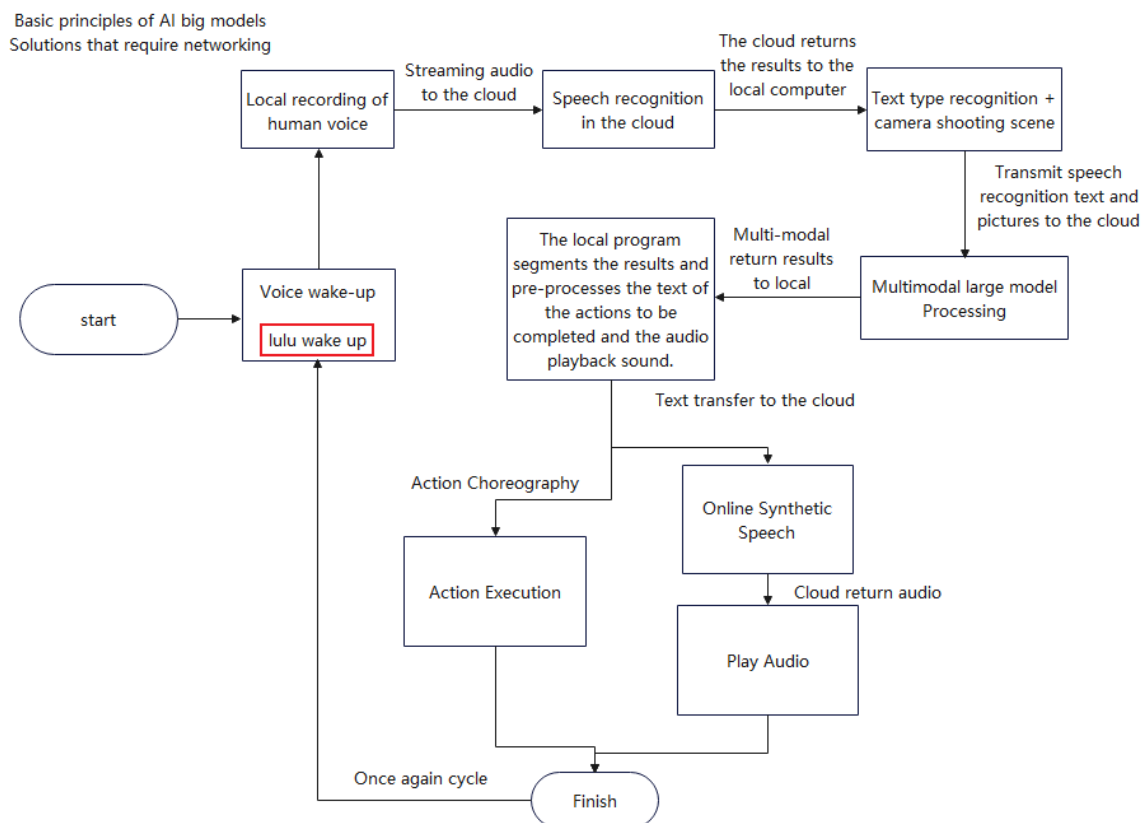 Basic principles of AI big models
Solutions that require networking
Local recording of
human voice
Streaming audio
to the cloud
Speech recognition
in the cloud
The cloud returns
the results to the
local computer
Text type recognition +
camera shooting scene
Transmit speech
recognition text and
pictures to the cloud
Multimodal large model
Processing
Multi-modal
return results
to local
The local program
segments the results and
pre-processes the text of
the actions to be
completed and the audio
playback sound.
start
Voice wake-up
lulu wake up
Text transfer to the cloud
Action Choreography
Action Execution
Online Synthetic
Speech
Cloud return audio
Play Audio
Once again cycle
Finish